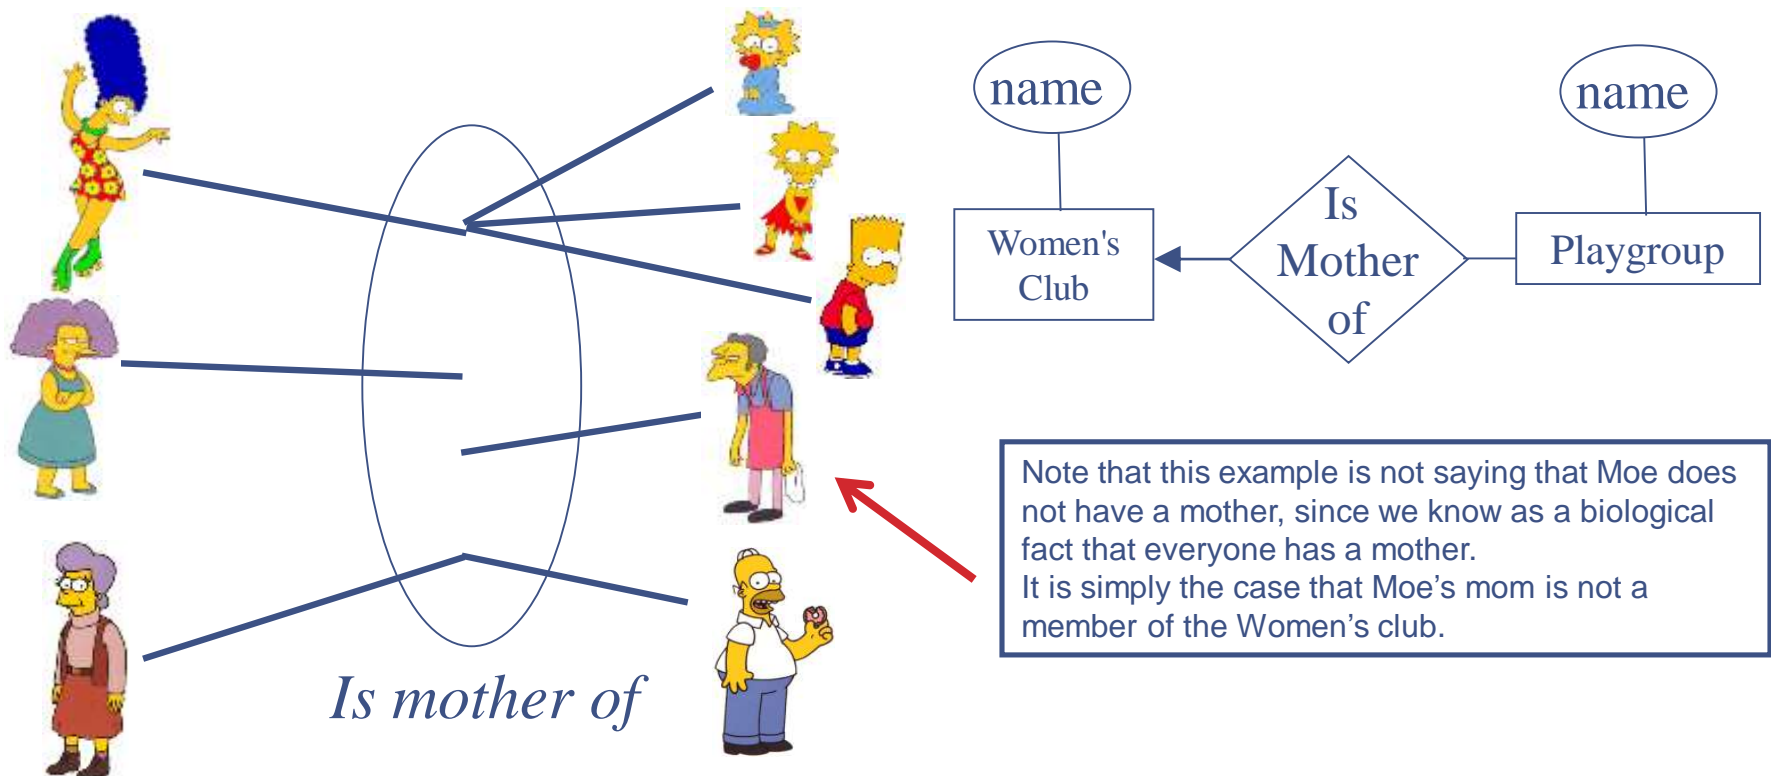 name
name
Is
Mother
of
Women's
Club
Playgroup
Note that this example is not saying that Moe does
not have a mother, since we know as a biological
fact that everyone has a mother.
It is simply the case that Moe’s mom is not a
member of the Women’s club.
Is mother of